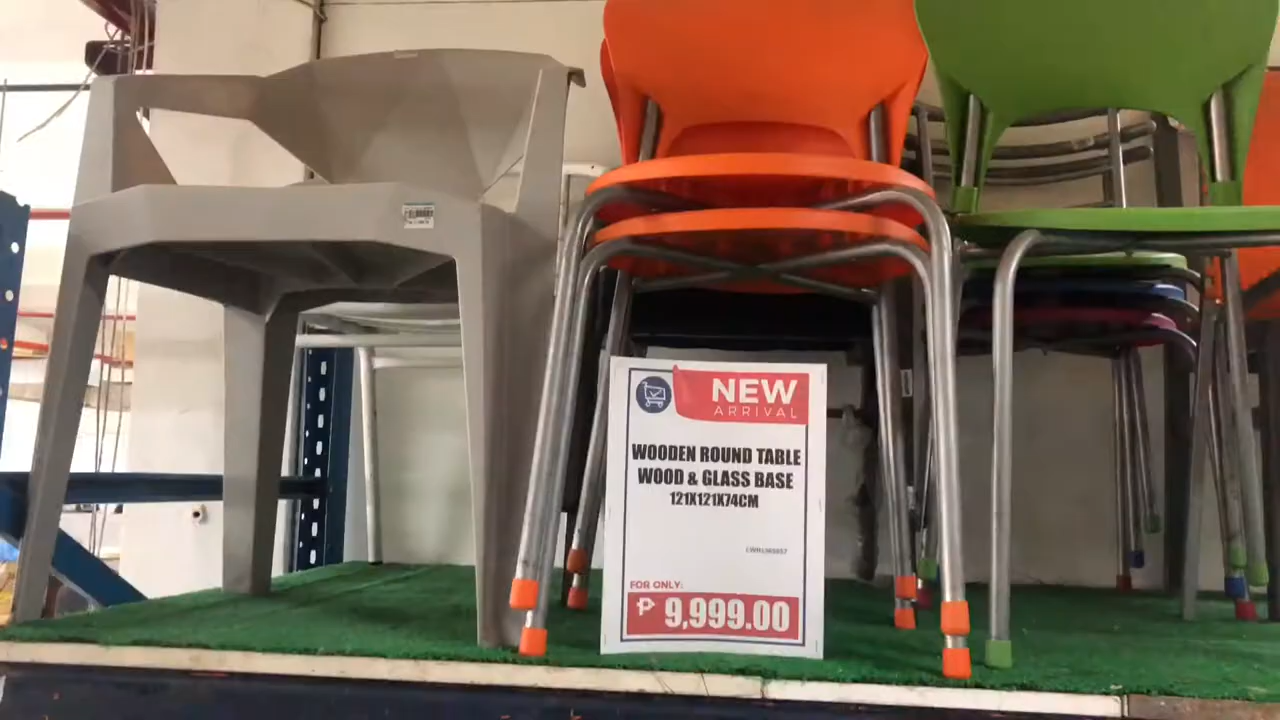 NEW
ARRIVAL
WOODEN ROUND TABLE
WOOD & GLASS BASE
121X121X74CM
FOR ONLY:
₱ 9,999.00